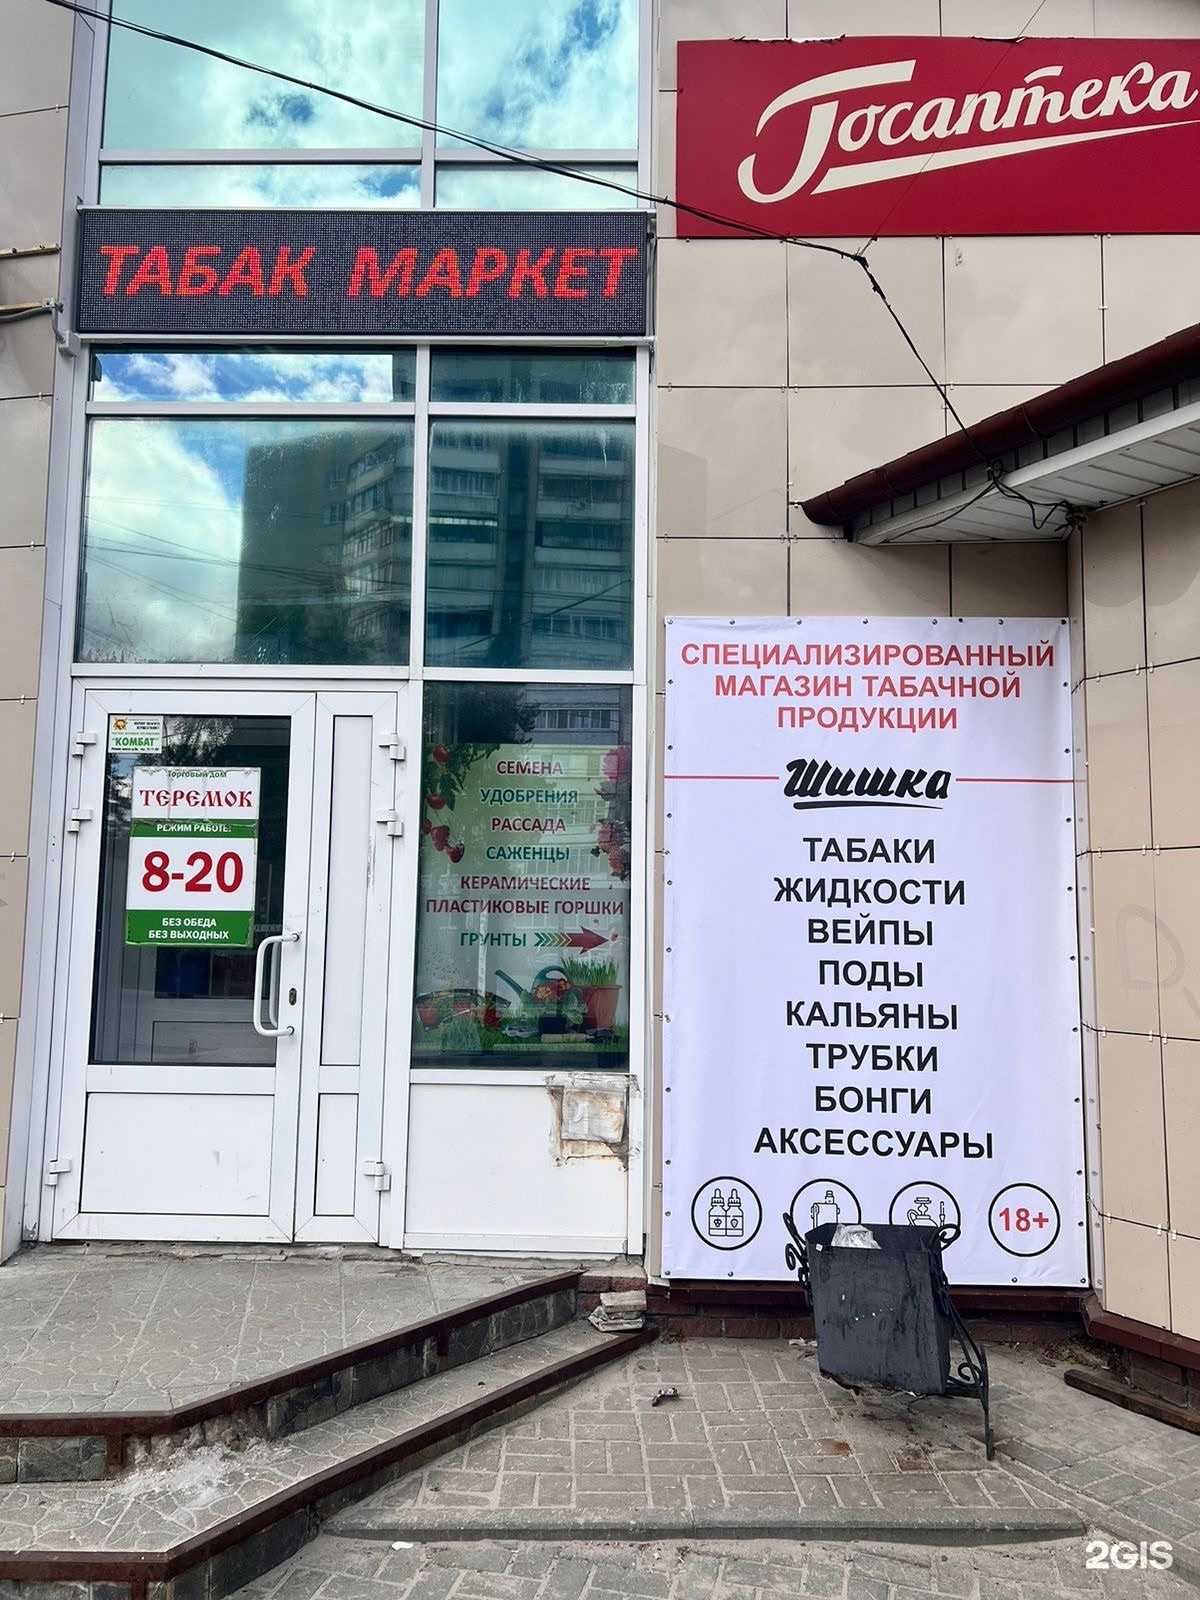 Госаптека
ТАБАК МАРКЕТ
СПЕЦИАЛИЗИРОВАННЫЙ
МАГАЗИН ТАБАЧНОЙ
ПРОДУКЦИИ
Шишка
ТАБАКИ
ЖИДКОСТИ
ВЕЙПЫ
ПОДЫ
КАЛЬЯНЫ
ТРУБКИ
БОНГИ
АКСЕССУАРЫ
18+
"КОМБАТ"
Торговый дом
ТЕРЕМОК
РЕЖИМ РАБОТЫ:
8-20
БЕЗ ОБЕДА
БЕЗ ВЫХОДНЫХ
СЕМЕНА
УДОБРЕНИЯ
РАССАДА
САЖЕНЦЫ
КЕРАМИЧЕСКИЕ
ПЛАСТИКОВЫЕ ГОРШКИ
ГРУНТЫ
2GIS